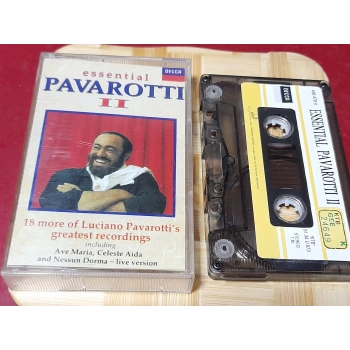 DECCA
essential
PAVAROTTI
II
18 more of Luciano Pavarotti's
greatest recordings
including
Ave Maria, Celeste Aida
and Nessun Dorma – live version
DECCA
ESSENTIAL PAVAROTTI II
24649